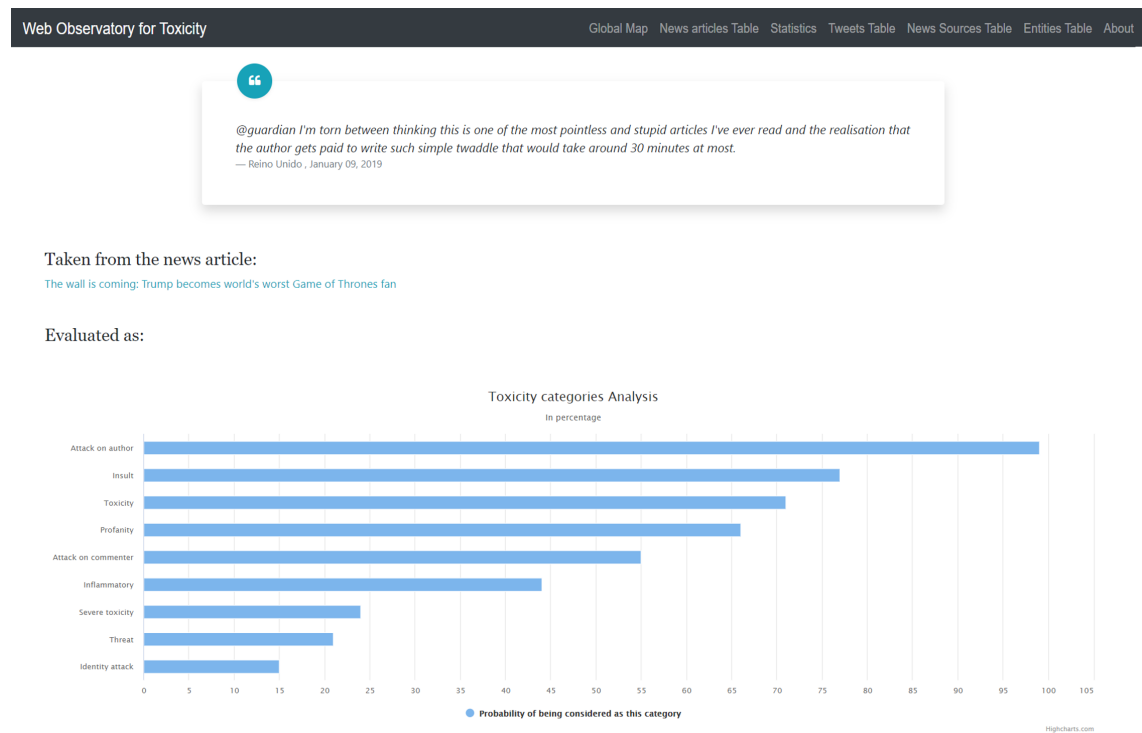 Web Observatory for Toxicity
Global Map News articles Table Statistics Tweets Table News Sources Table Entities Table About
@guardian I'm torn between thinking this is one of the most pointless and stupid articles I've ever read and the realisation that
the author gets paid to write such simple twaddle that would take around 30 minutes at most.
— Reino Unido , January 09, 2019
Taken from the news article:
The wall is coming: Trump becomes world's worst Game of Thrones fan
Evaluated as:
Toxicity categories Analysis
In percentage
Attack on author
Insult
Toxicity
Profanity
Attack on commenter
Inflammatory
Severe toxicity
Threat
Identity attack
0 5 10 15 20 25 30 35 40 45 50 55 60 65 70 75 80 85 90 95 100 105
Probability of being considered as this category
Highcharts.com